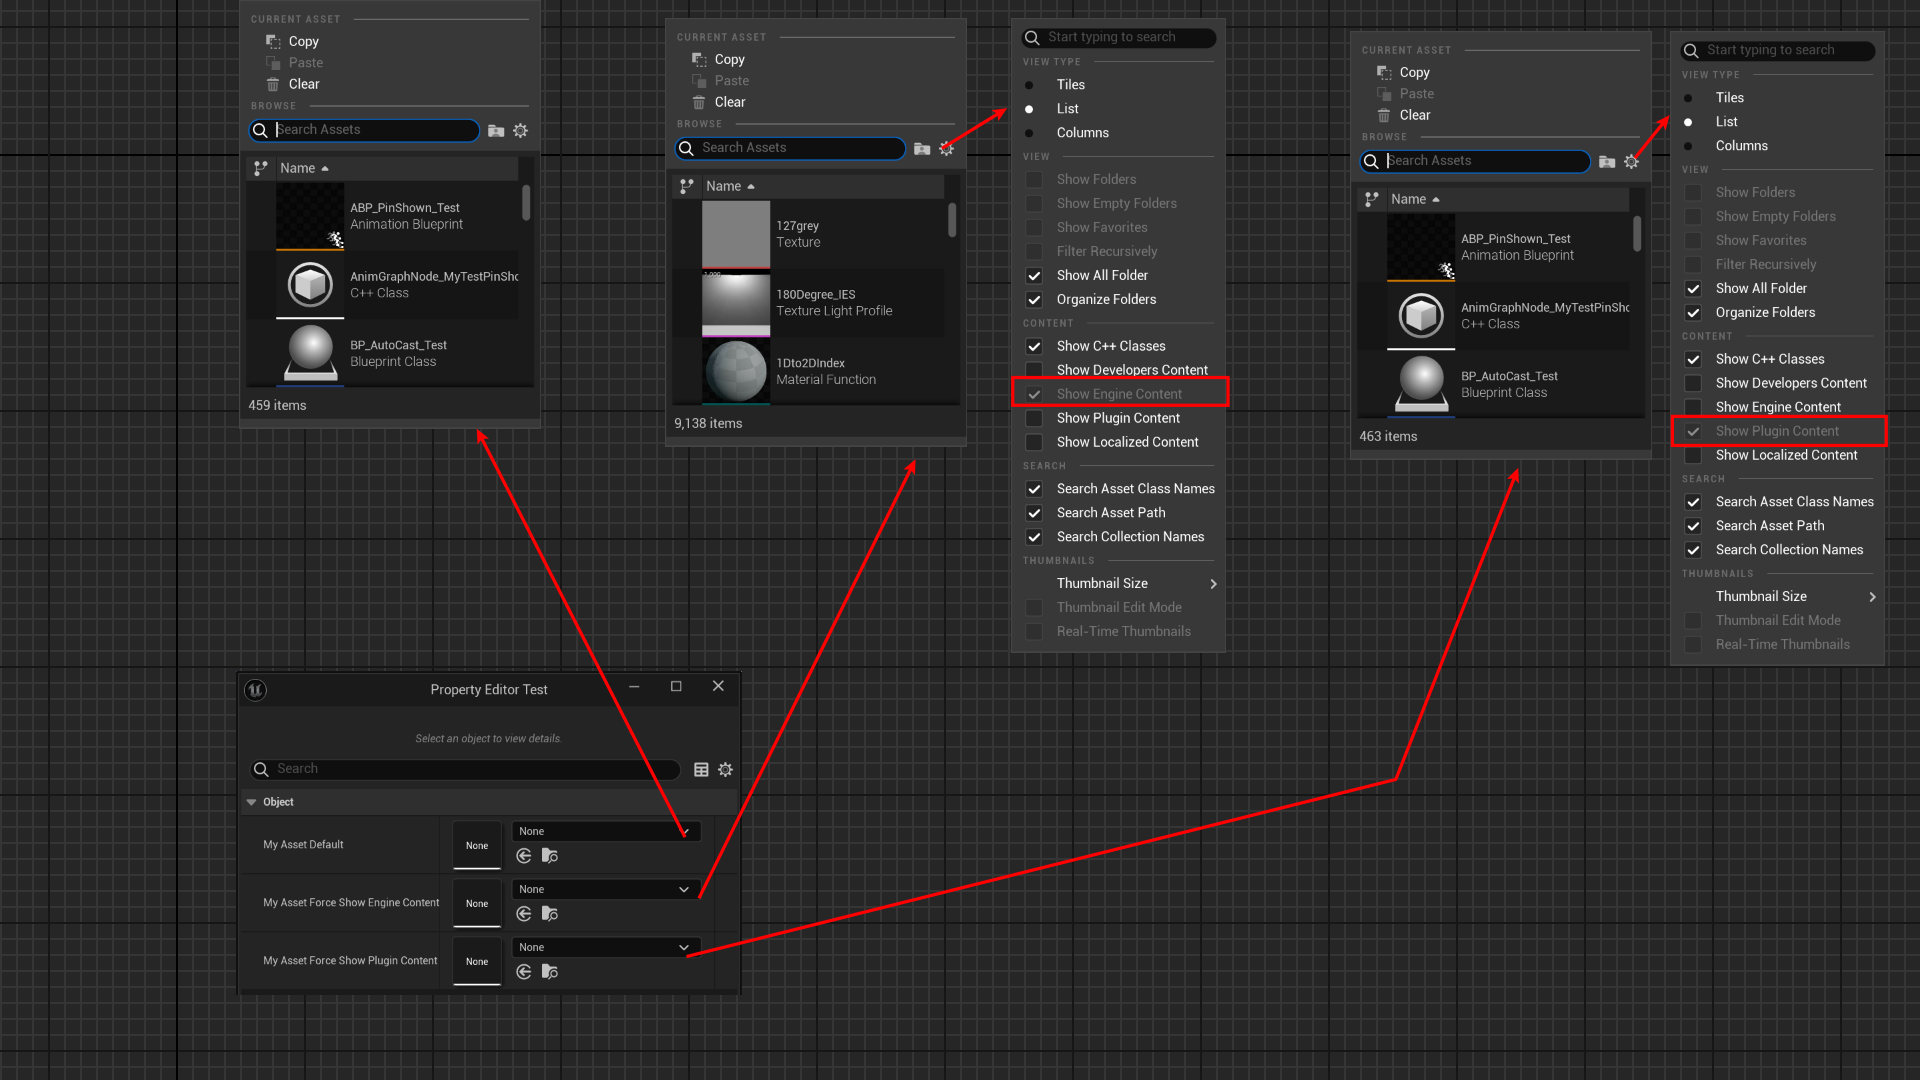 CURRENT ASSET
Copy
Paste
Clear
BROWSE
Search Assets
Name
ABP_PinShown_Test
Animation Blueprint
AnimGraphNode_MyTestPinSho
C++ Class
BP_AutoCast_Test
Blueprint Class
459 items
CURRENT ASSET
Copy
Paste
Clear
BROWSE
Search Assets
Name
127grey
Texture
180Degree_IES
Texture Light Profile
1Dto2DIndex
Material Function
9,138 items
Start typing to search
VIEW TYPE
Tiles
List
Columns
VIEW
Show Folders
Show Empty Folders
Show Favorites
Filter Recursively
Show All Folder
Organize Folders
CONTENT
Show C++ Classes
Show Developers Content
Show Engine Content
Show Plugin Content
Show Localized Content
SEARCH
Search Asset Class Names
Search Asset Path
Search Collection Names
THUMBNAILS
Thumbnail Size
Thumbnail Edit Mode
Real-Time Thumbnails
CURRENT ASSET
Copy
Paste
Clear
BROWSE
Search Assets
Name
ABP_PinShown_Test
Animation Blueprint
AnimGraphNode_MyTestPinSho
C++ Class
BP_AutoCast_Test
Blueprint Class
463 items
Start typing to search
VIEW TYPE
Tiles
List
Columns
VIEW
Show Folders
Show Empty Folders
Show Favorites
Filter Recursively
Show All Folder
Organize Folders
CONTENT
Show C++ Classes
Show Developers Content
Show Engine Content
Show Plugin Content
Show Localized Content
SEARCH
Search Asset Class Names
Search Asset Path
Search Collection Names
THUMBNAILS
Thumbnail Size
Thumbnail Edit Mode
Real-Time Thumbnails
Property Editor Test
Select an object to view details.
Search
Object
My Asset Default
None
None
My Asset Force Show Engine Content
None
None
My Asset Force Show Plugin Content
None
None